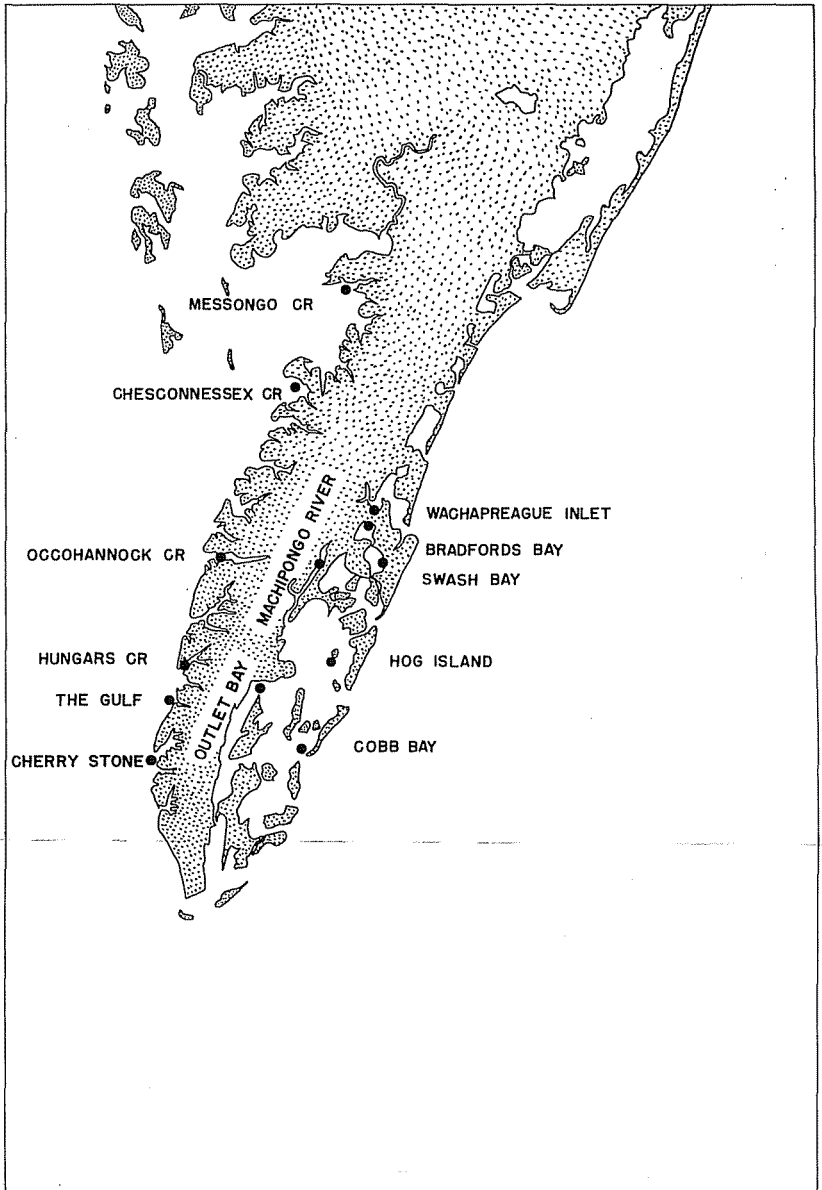 MESSONGO CR
CHESCONNESSEX CR
MACHIPONGO RIVER
WACHAPREAGUE INLET
BRADFORDS BAY
OCCOHANNOCK CR
SWASH BAY
HUNGARS CR
HOG ISLAND
THE GULF
OUTLET BAY
COBB BAY
CHERRY STONE